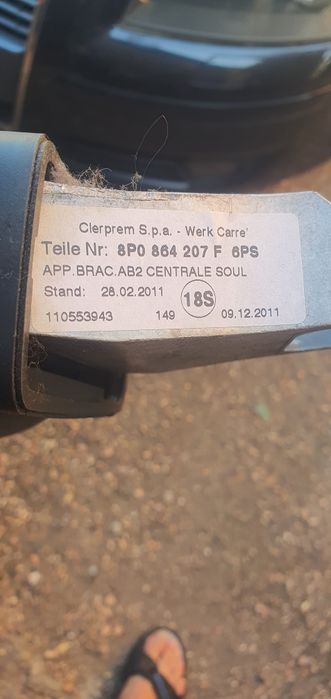 Clerprem S.p.a. - Werk Carre'
Teile Nr: 8P0 864 207 F 6PS
APP.BRAC.AB2 CENTRALE SOUL
Stand: 28.02.2011 18S
110553943 149 09.12.2011